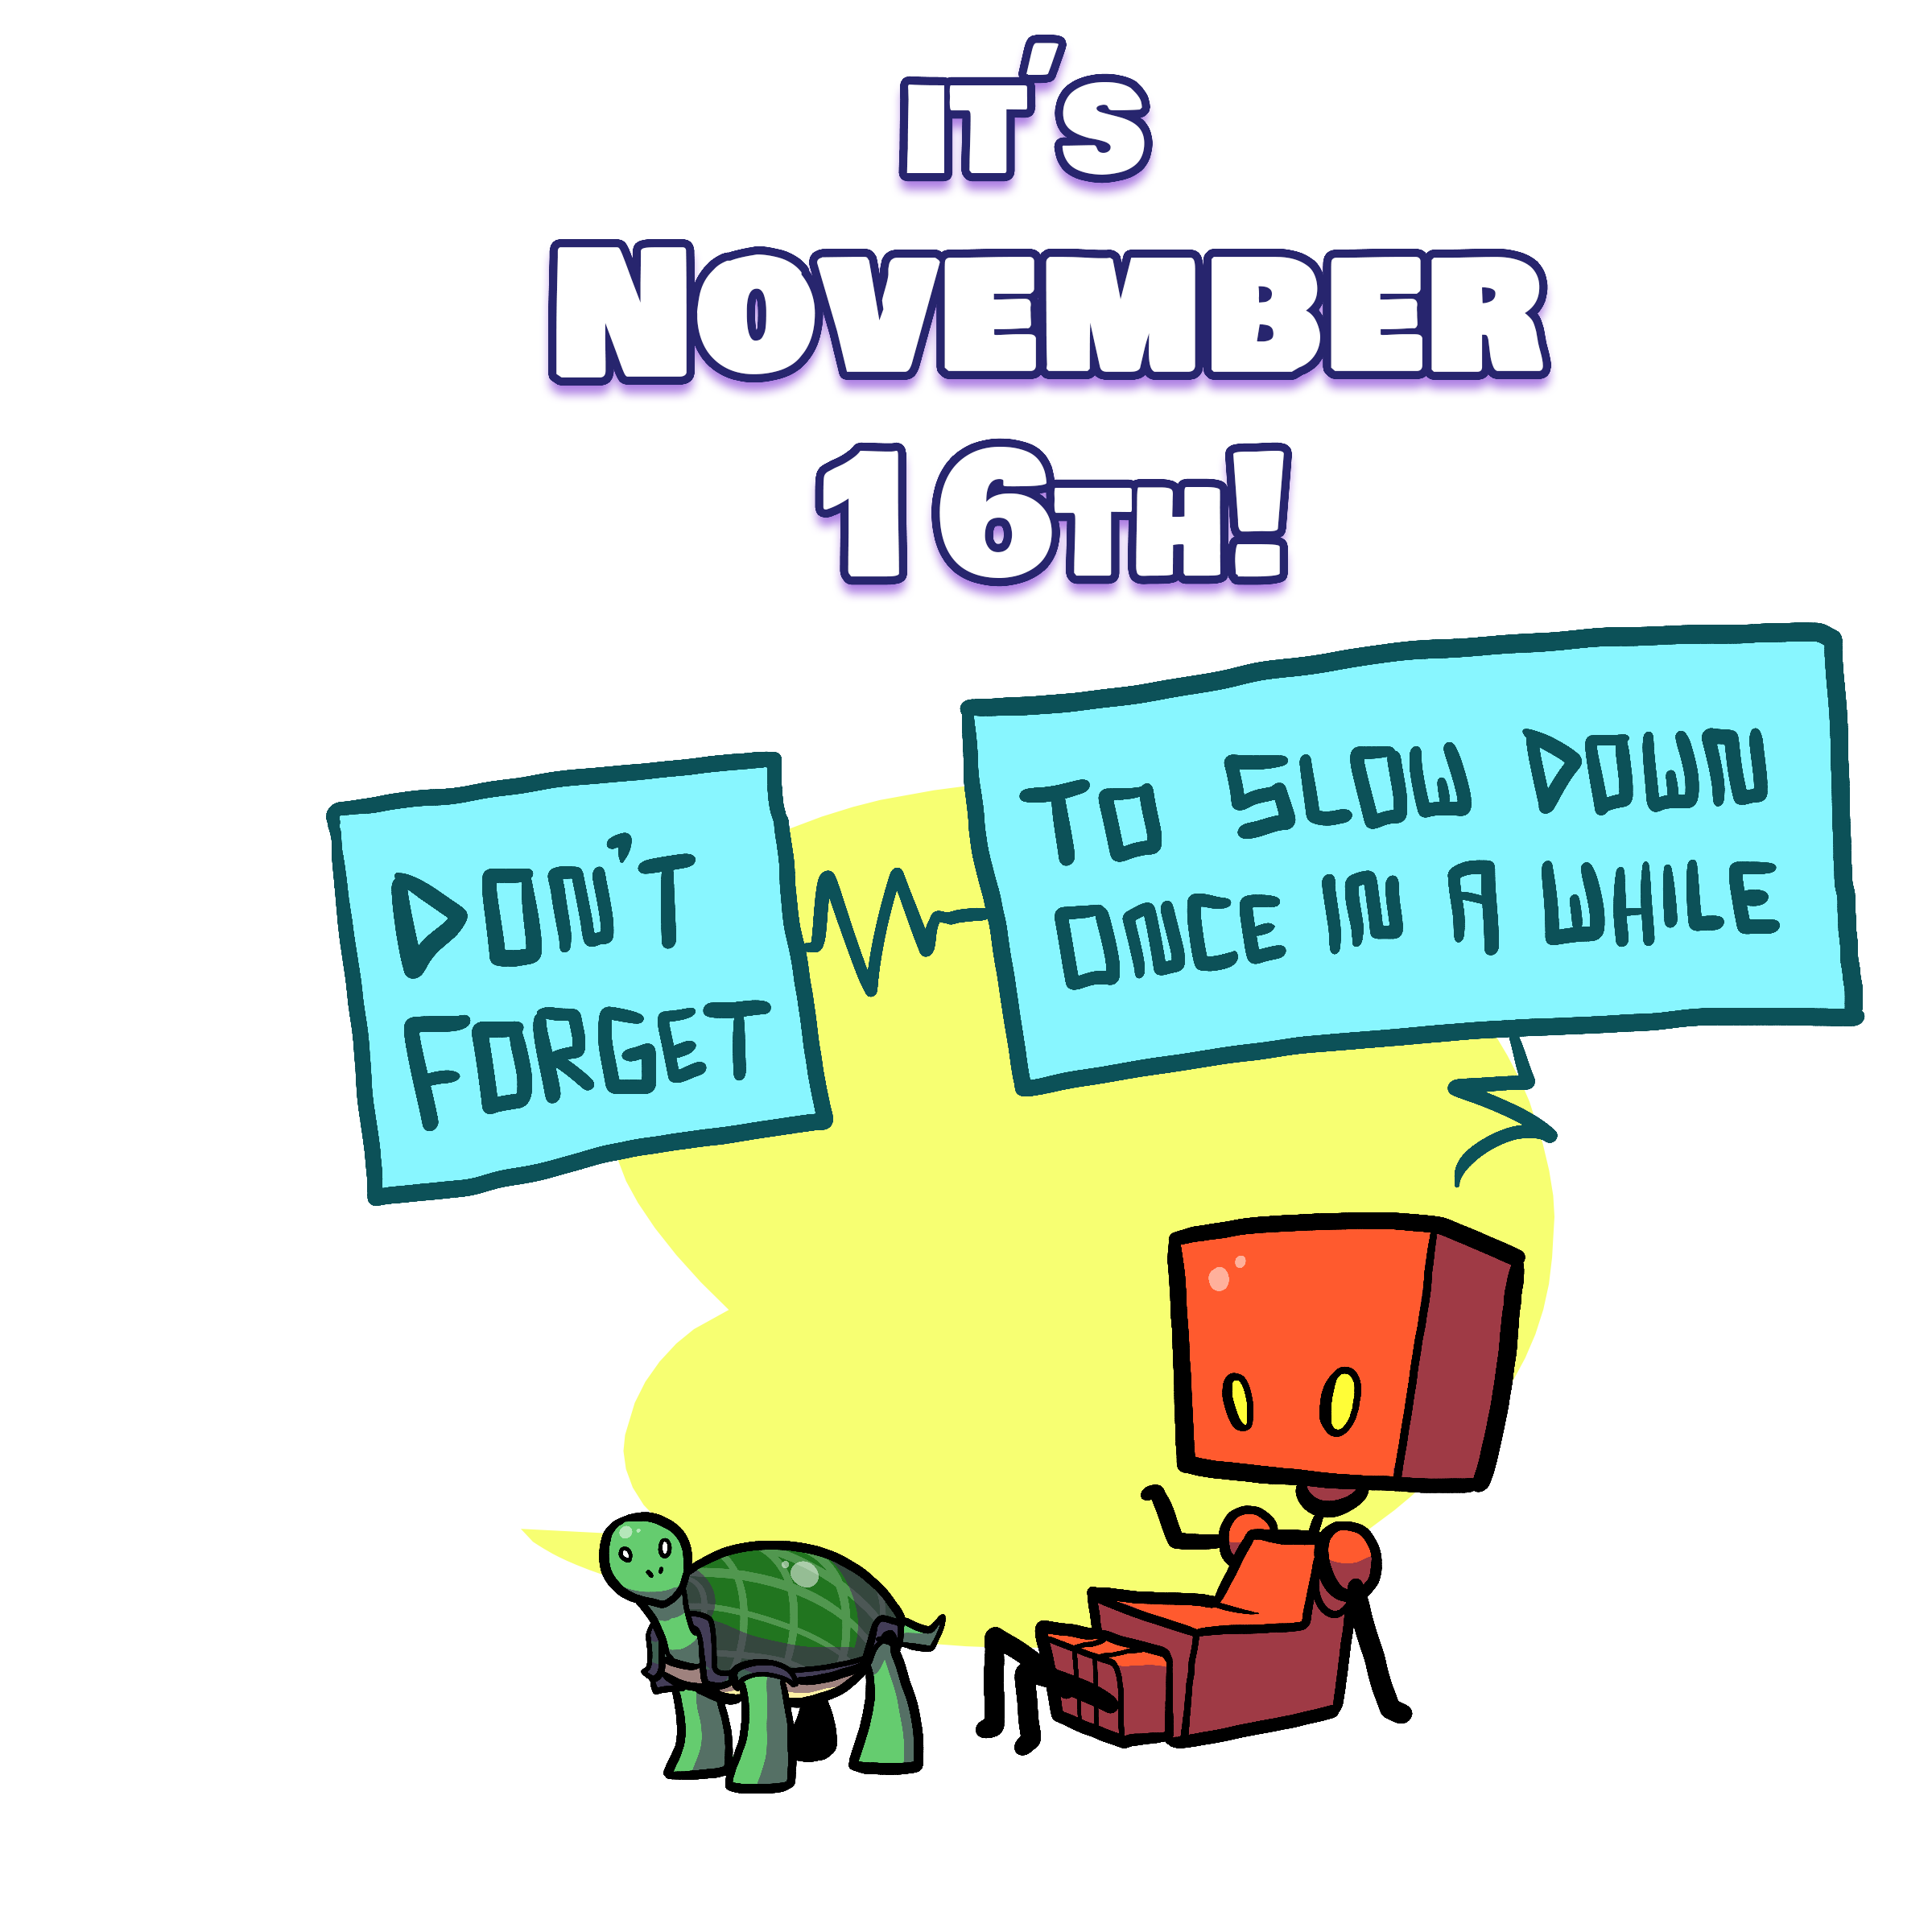 IT'S
NOVEMBER
16TH!
DON'T
FORGET
TO SLOW DOWN
ONCE IN A WHILE